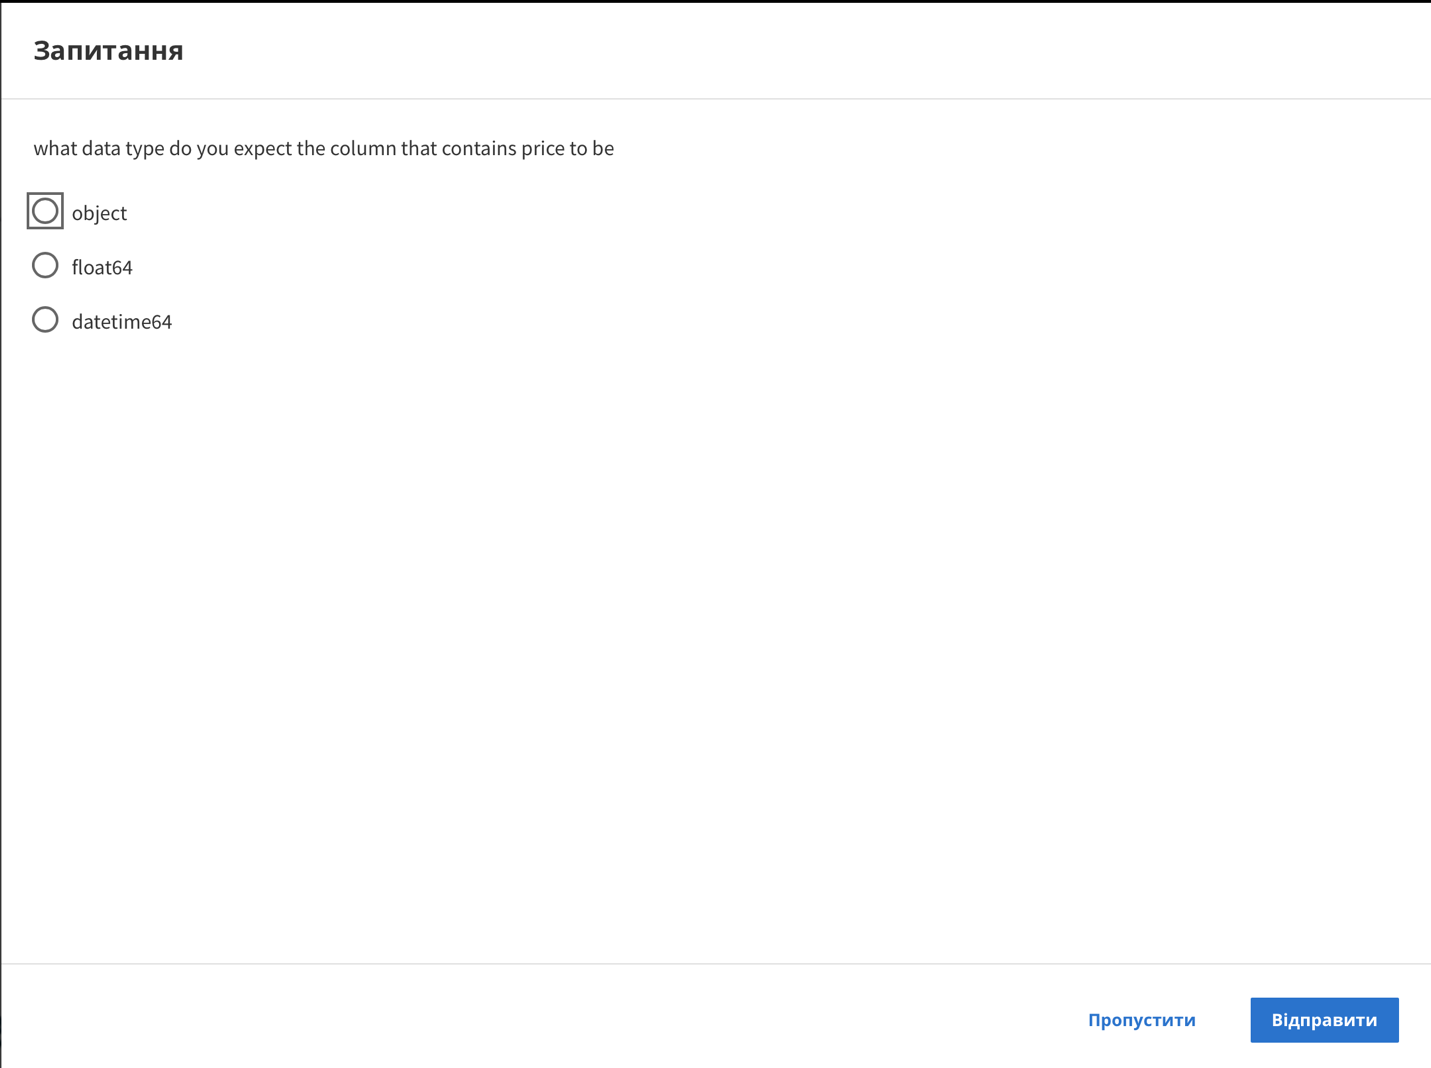 Запитання
what data type do you expect the column that contains price to be
object
float64
datetime64
Пропустити
Відправити